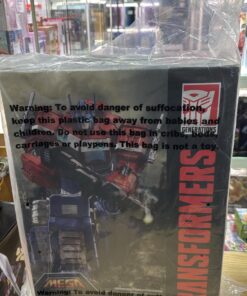 Warning: To avoid danger of suffocation,
keep this plastic bag away from babies and
children. Do not use this bag in cribs, beds,
carriages or playpens. This bag is not a toy.
GENERATIONS
TRANSFORMERS
Warning: To avoid danger of suffo
MEGA